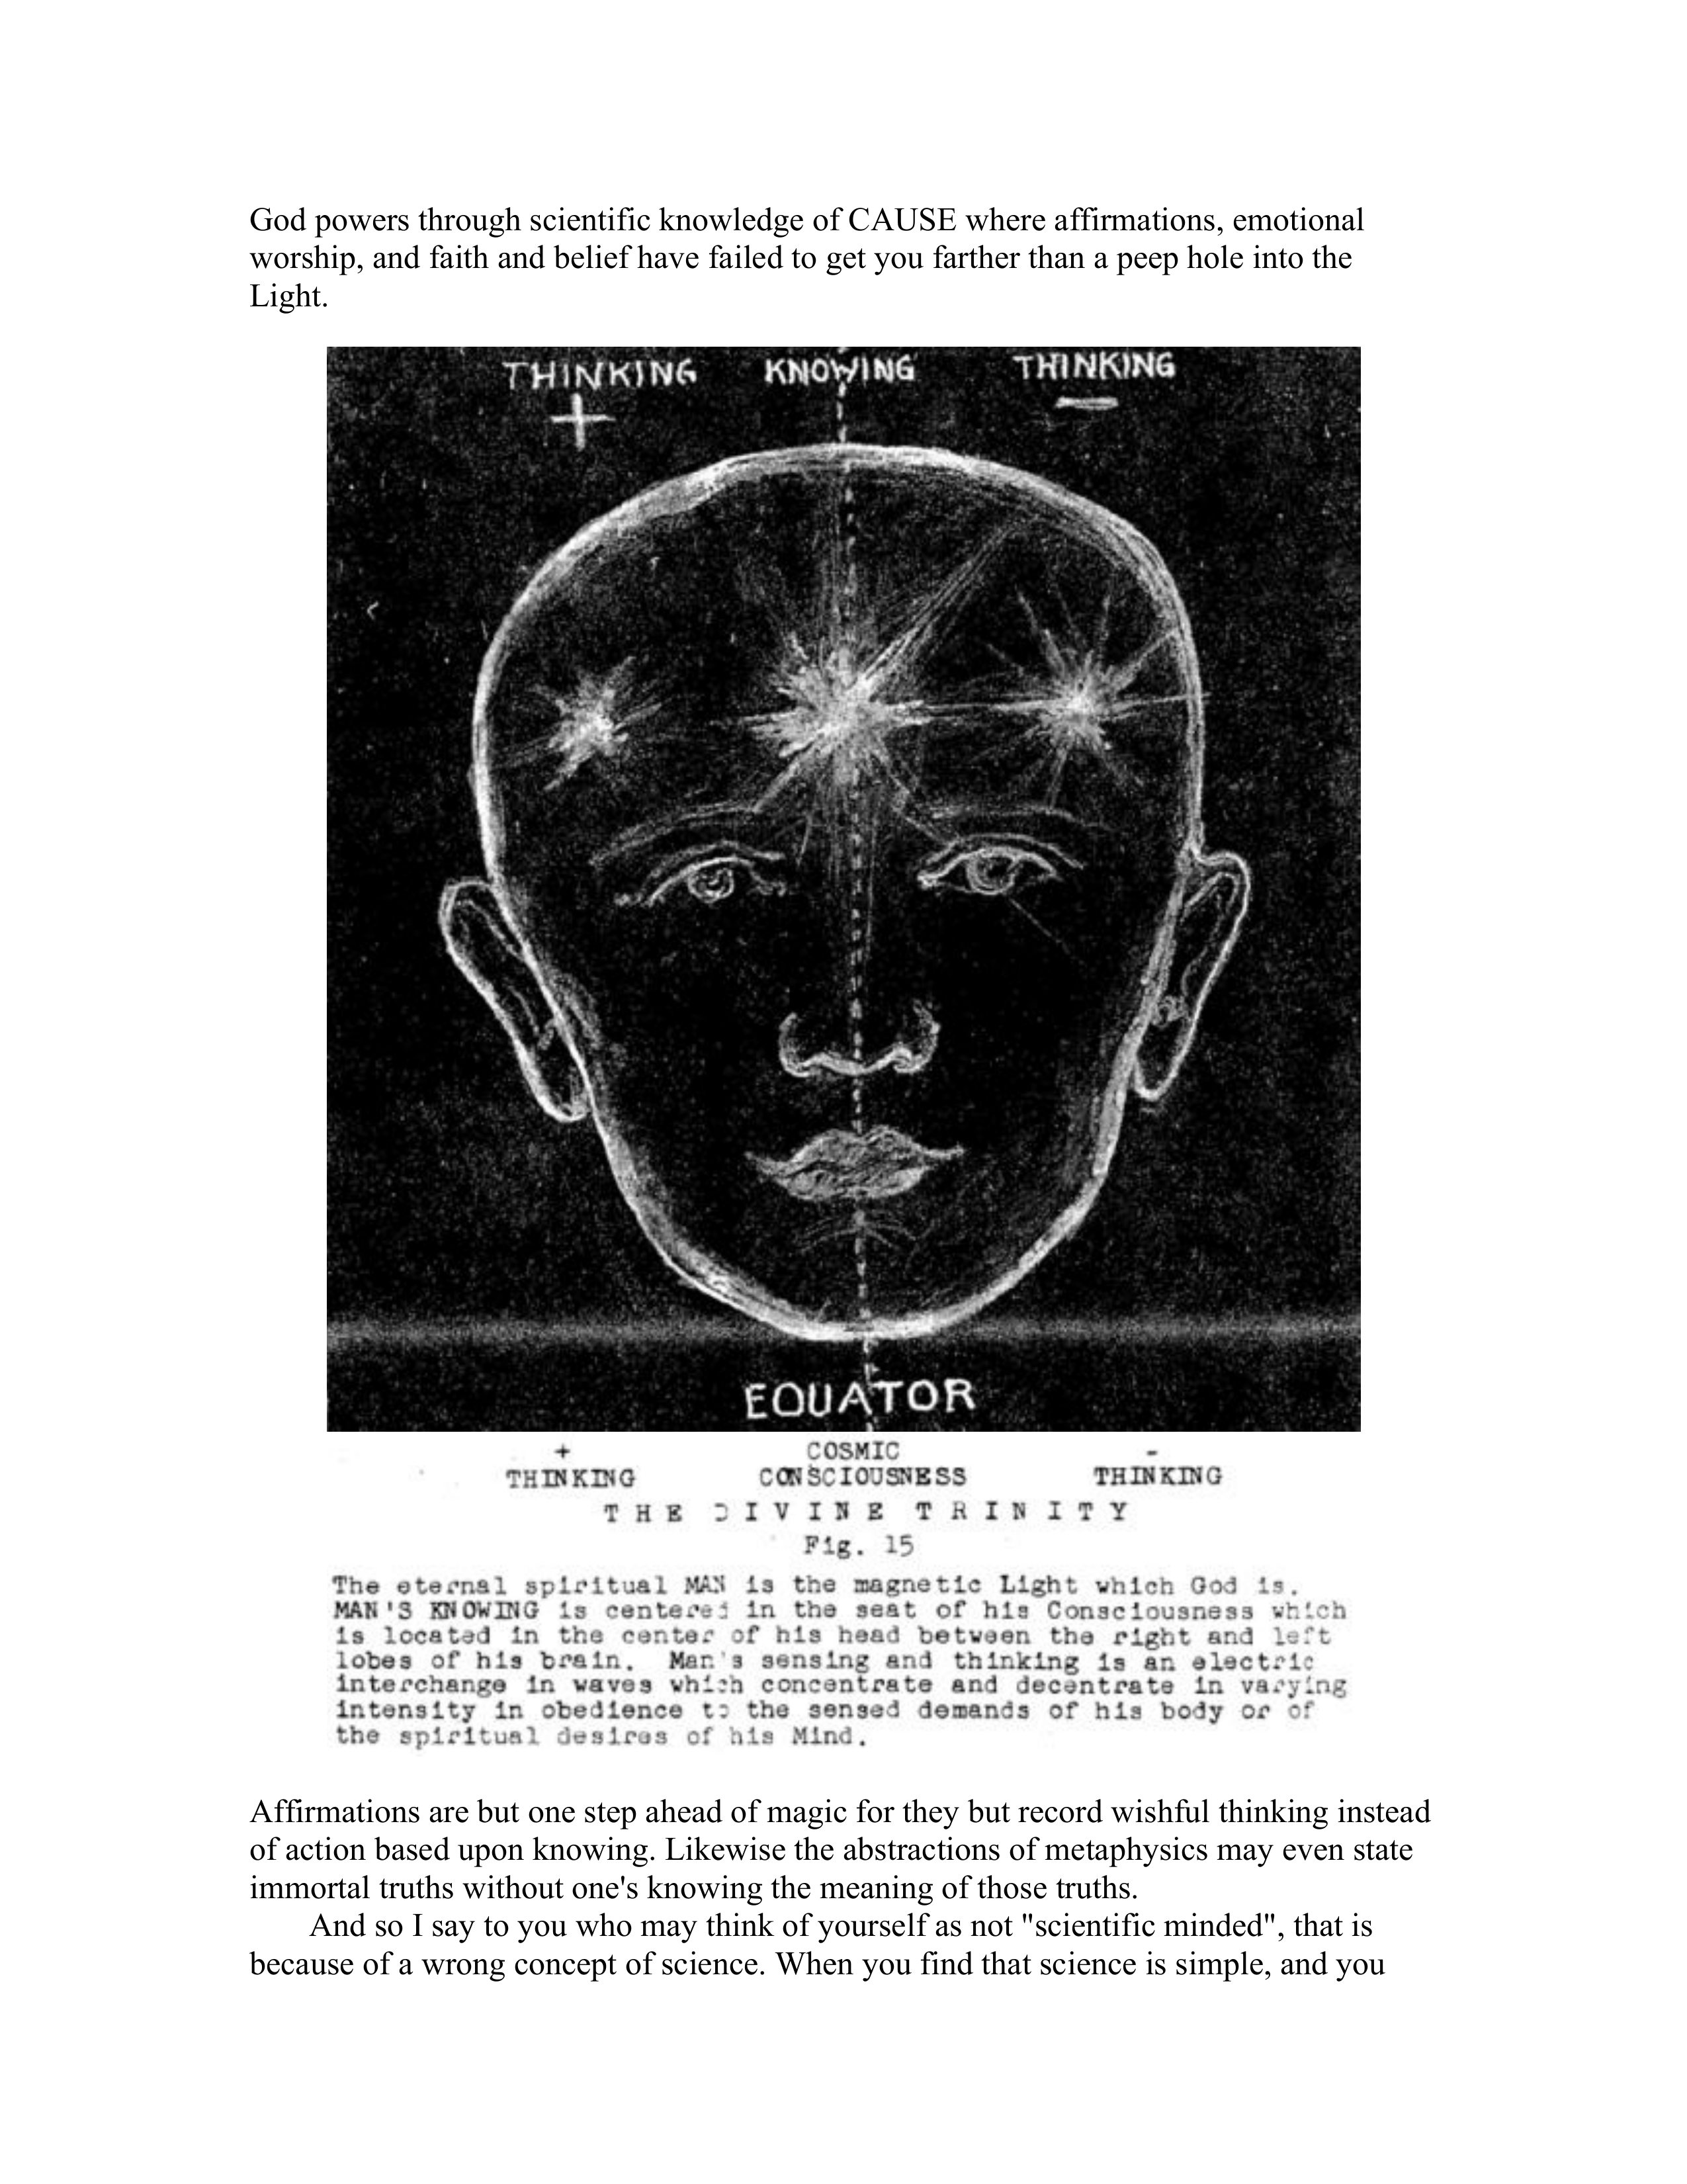 God powers through scientific knowledge of CAUSE where affirmations, emotional
worship, and faith and belief have failed to get you farther than a peep hole into the
Light.
THINKING KNOWING THINKING
+ —
EQUATOR
+ COSMIC -
THINKING CONSCIOUSNESS THINKING
THE DIVINE TRINITY
Fig. 15
The eternal spiritual MAN is the magnetic Light which God is.
MAN'S KNOWING is centered in the seat of his Consciousness which
is located in the center of his head between the right and left
lobes of his brain. Man's sensing and thinking is an electric
interchange in waves which concentrate and decentrate in varying
intensity in obedience to the sensed demands of his body or of
the spiritual desires of his Mind.
Affirmations are but one step ahead of magic for they but record wishful thinking instead
of action based upon knowing. Likewise the abstractions of metaphysics may even state
immortal truths without one's knowing the meaning of those truths.
And so I say to you who may think of yourself as not "scientific minded", that is
because of a wrong concept of science. When you find that science is simple, and you